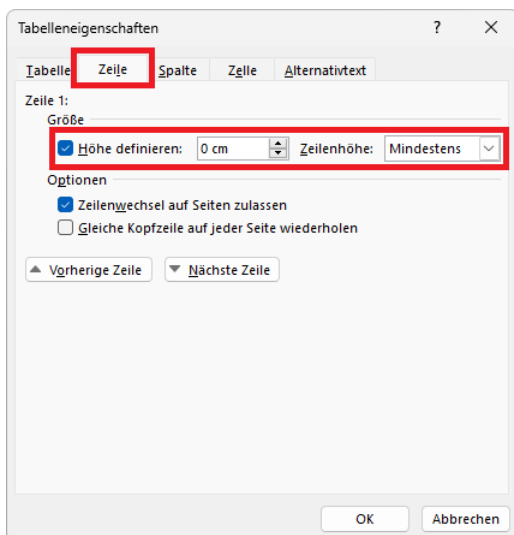 Tabelleneigenschaften ?
Tabelle Zeile Spalte Zelle Alternativtext
Zeile 1:
Größe
Höhe definieren: 0 cm Zeilenhöhe: Mindestens
Optionen
Zeilenwechsel auf Seiten zulassen
Gleiche Kopfzeile auf jeder Seite wiederholen
Vorherige Zeile Nächste Zeile
OK Abbrechen